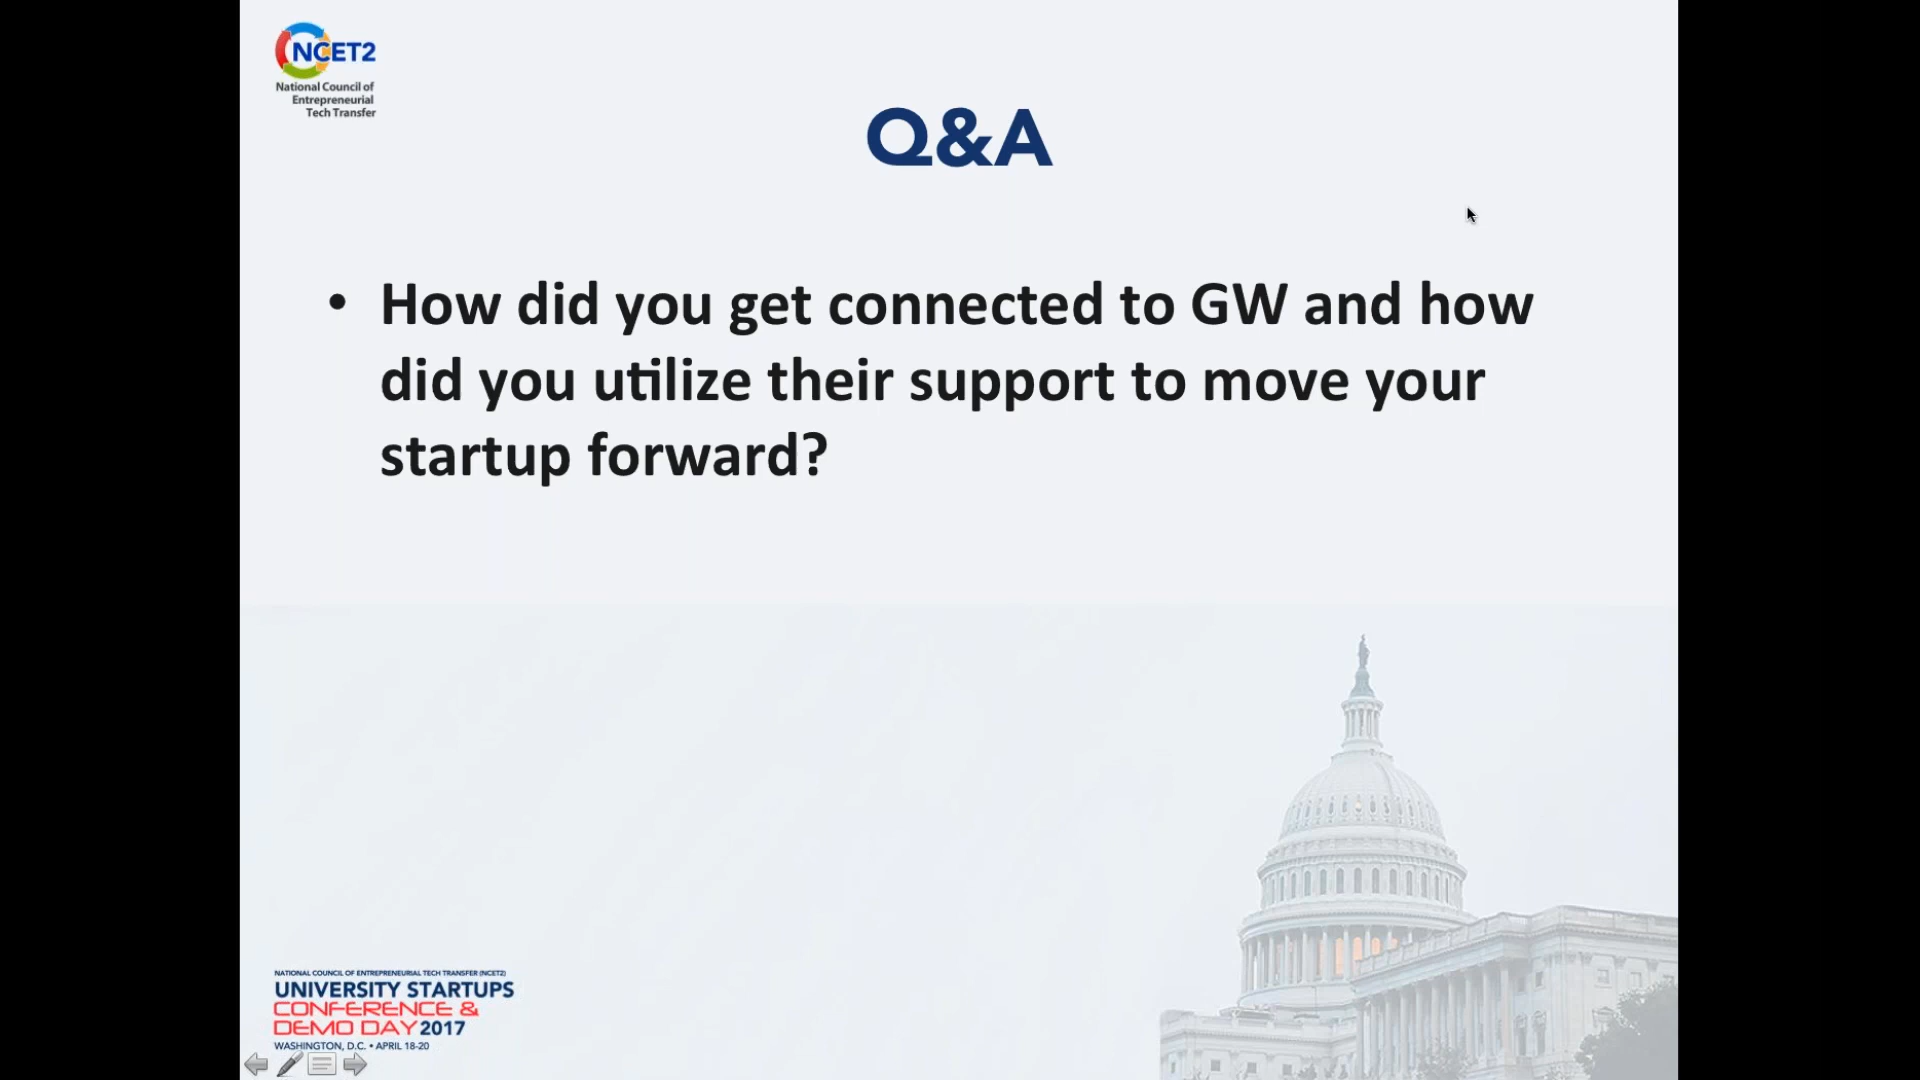 NCET2
National Council of
Entrepreneurial
Tech Transfer
Q&A
• How did you get connected to GW and how
did you utilize their support to move your
startup forward?
NATIONAL COUNCIL OF ENTREPRENEURIAL TECH TRANSFER (NCET2)
UNIVERSITY STARTUPS
CONFERENCE &
DEMO DAY 2017
WASHINGTON, D.C. • APRIL 18-20